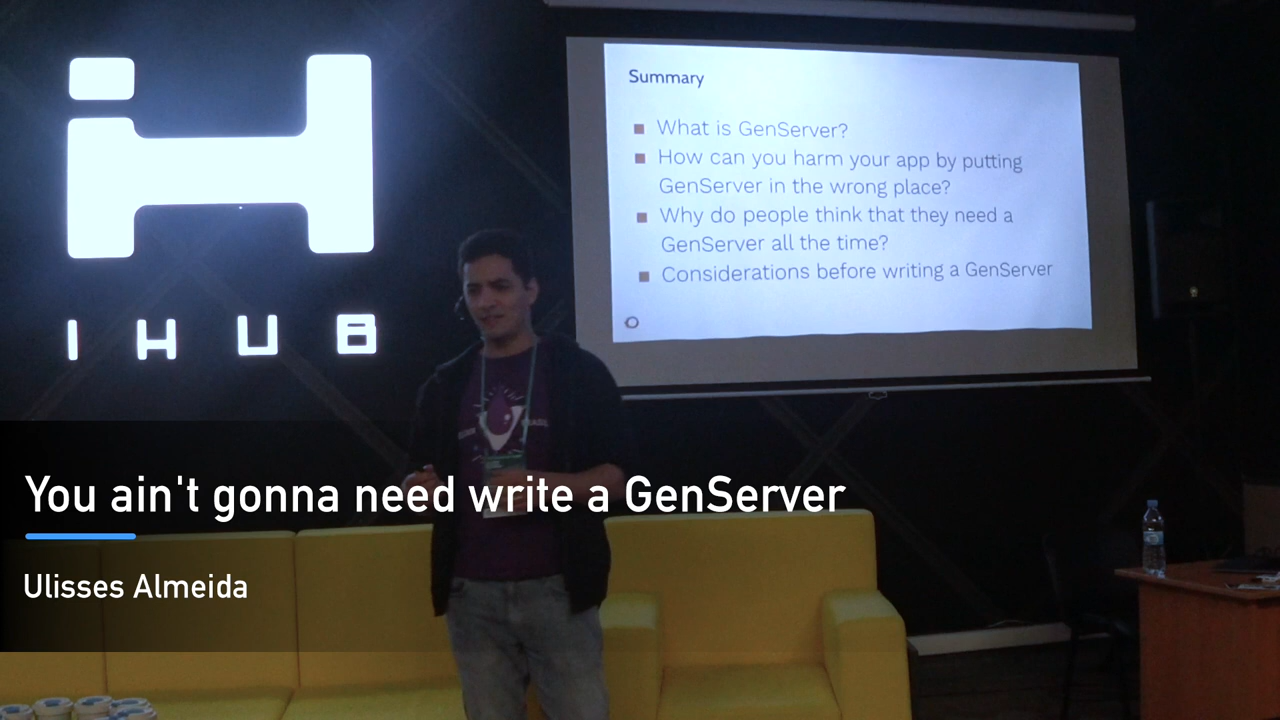 I HUB
Summary
What is GenServer?
How can you harm your app by putting
GenServer in the wrong place?
Why do people think that they need a
GenServer all the time?
Considerations before writing a GenServer
You ain't gonna need write a GenServer
Ulisses Almeida